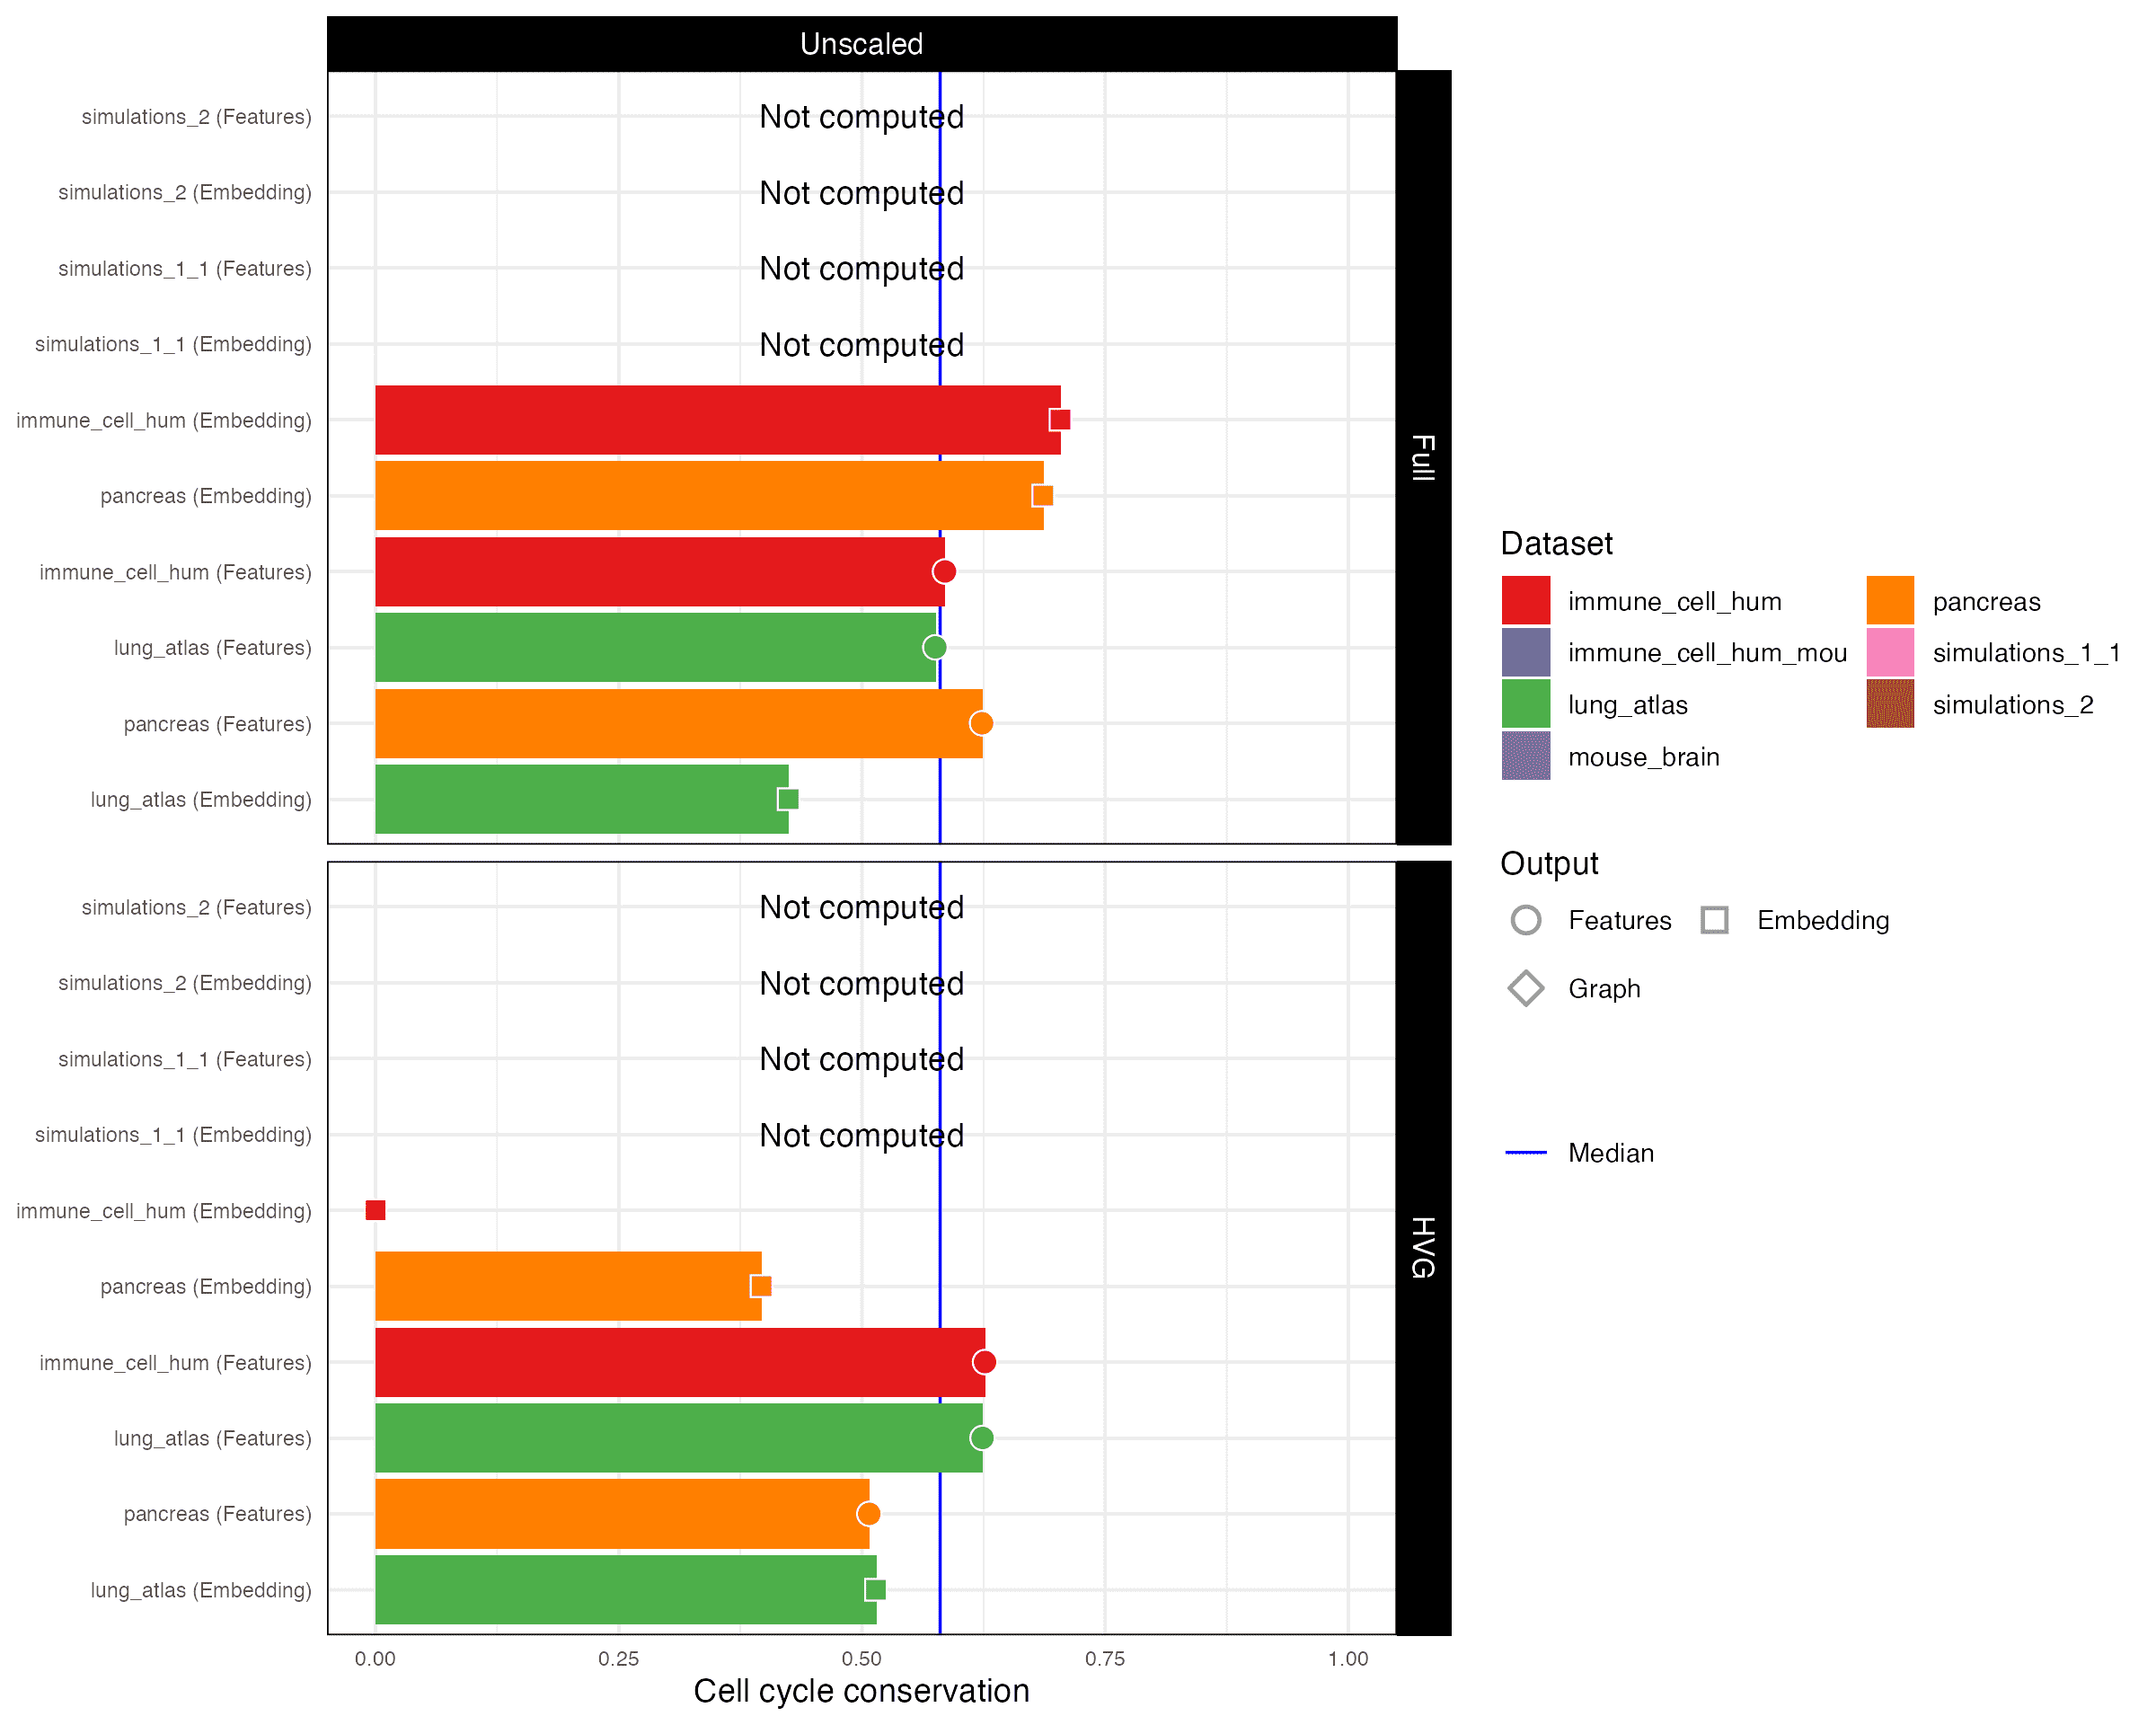 Unscaled
simulations_2 (Features)
Not computed
simulations_2 (Embedding)
Not computed
simulations_1_1 (Features)
Not computed
simulations_1_1 (Embedding)
Not computed
immune_cell_hum (Embedding)
pancreas (Embedding)
immune_cell_hum (Features)
lung_atlas (Features)
pancreas (Features)
lung_atlas (Embedding)
Full
simulations_2 (Features)
Not computed
simulations_2 (Embedding)
Not computed
simulations_1_1 (Features)
Not computed
simulations_1_1 (Embedding)
Not computed
immune_cell_hum (Embedding)
pancreas (Embedding)
immune_cell_hum (Features)
lung_atlas (Features)
pancreas (Features)
lung_atlas (Embedding)
HVG
0.00 0.25 0.50 0.75 1.00
Cell cycle conservation
Dataset
immune_cell_hum
pancreas
immune_cell_hum_mou
simulations_1_1
lung_atlas
simulations_2
mouse_brain
Output
Features
Embedding
Graph
Median